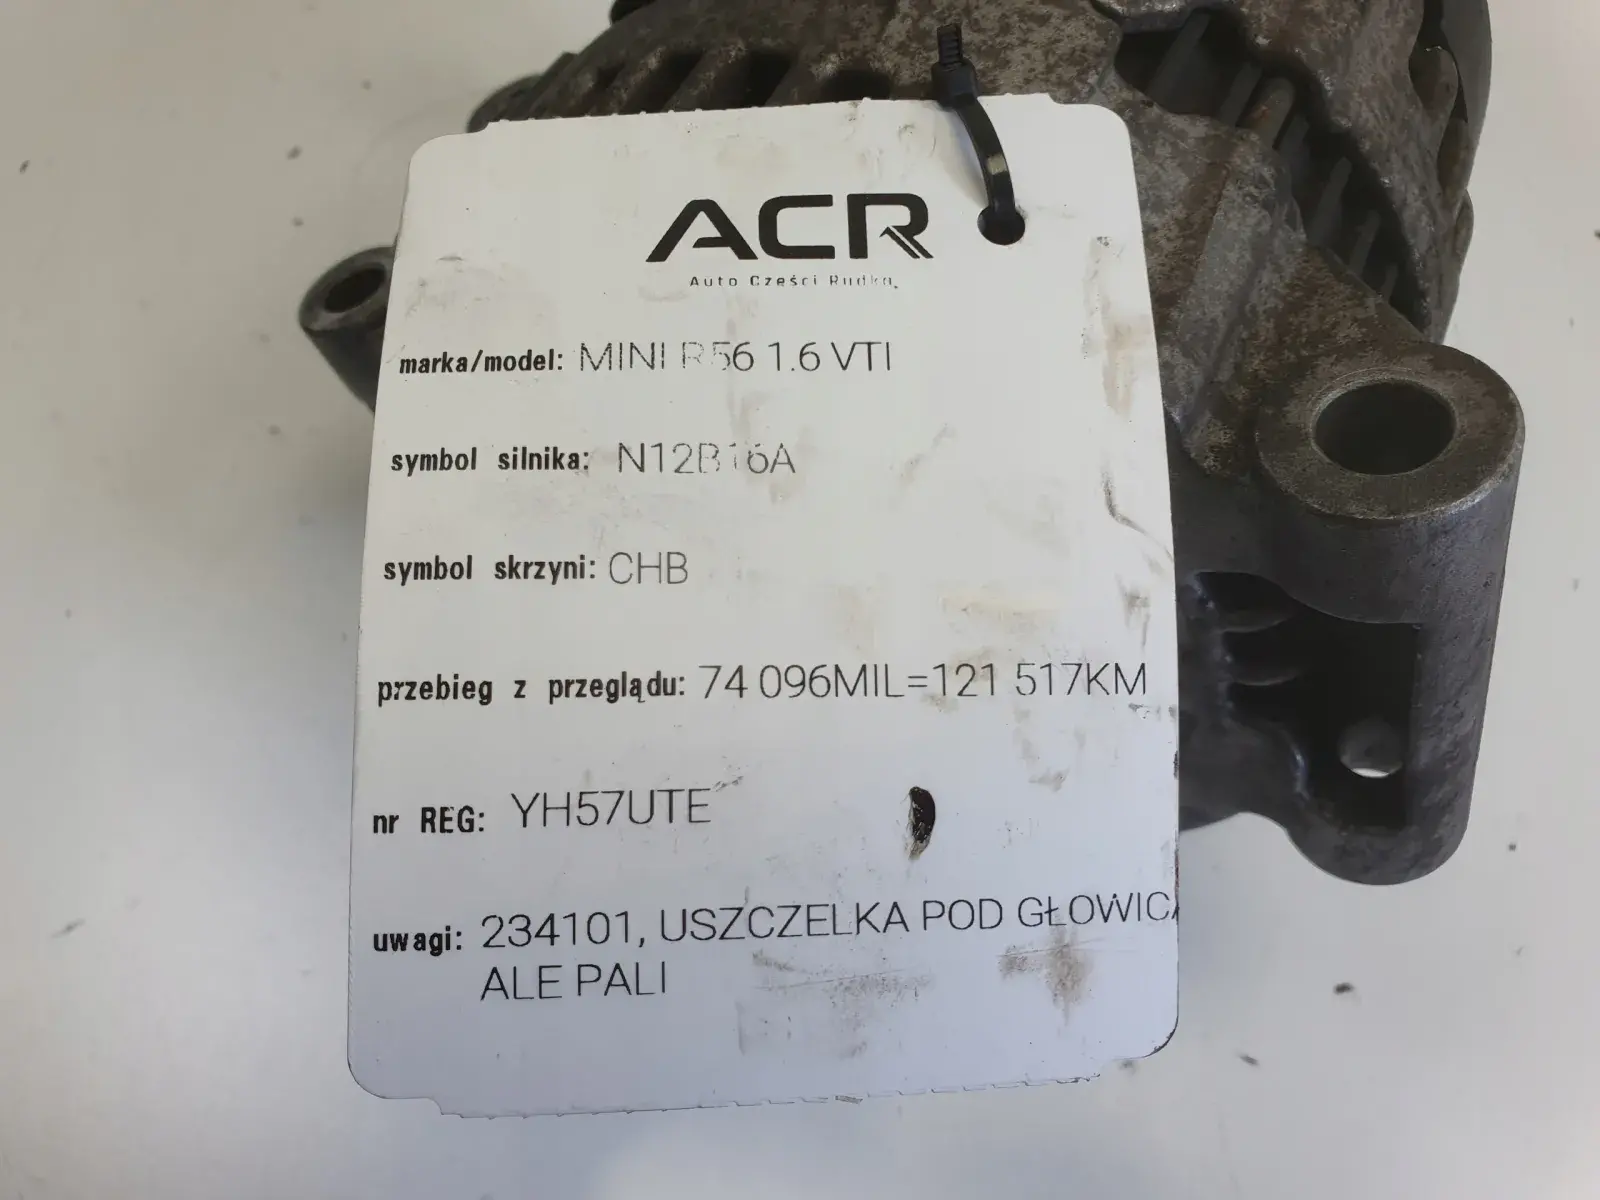 ACR
Auto Części Rudka
marka/model: MINI R56 1.6 VTI
symbol silnika: N12B16A
symbol skrzyni: CHB
przebieg z przeglądu: 74 096MIL=121 517KM
nr REG: YH57UTE
uwagi: 234101, USZCZELKA POD GŁOWICA
ALE PALI